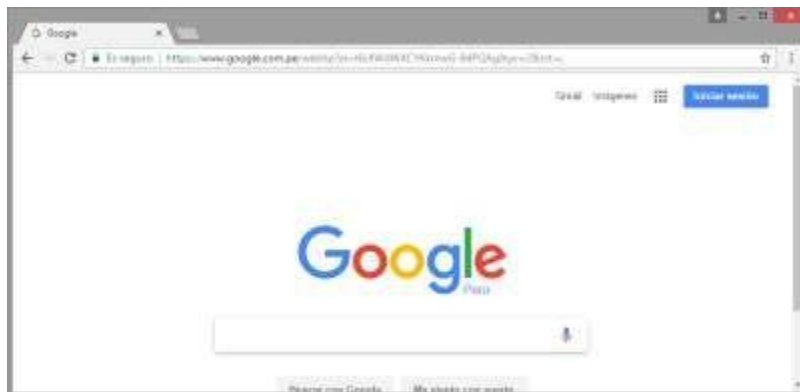 Google
Es seguro | https://www.google.com.pe
Gmail Imágenes Iniciar sesión
Google
Perú
Buscar con Google Me siento con suerte